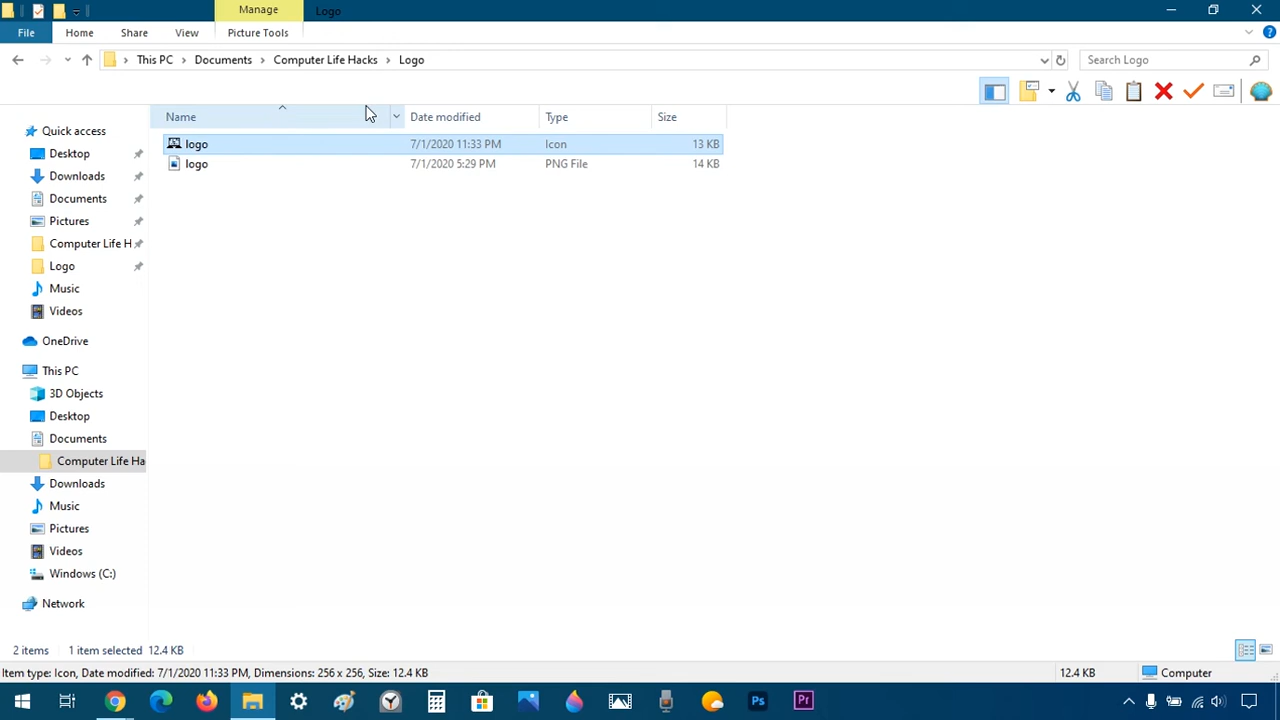 Manage
Logo
File
Home
Share
View
Picture Tools
This PC
Documents
Computer Life Hacks
Logo
Search Logo
Name
Date modified
Type
Size
logo
7/1/2020 11:33 PM
Icon
13 KB
logo
7/1/2020 5:29 PM
PNG File
14 KB
Quick access
Desktop
Downloads
Documents
Pictures
Computer Life H
Logo
Music
Videos
OneDrive
This PC
3D Objects
Desktop
Documents
Computer Life Ha
Downloads
Music
Pictures
Videos
Windows (C:)
Network
2 items
1 item selected 12.4 KB
Item type: Icon, Date modified: 7/1/2020 11:33 PM, Dimensions: 256 x 256, Size: 12.4 KB
12.4 KB
Computer
Ps
Pr